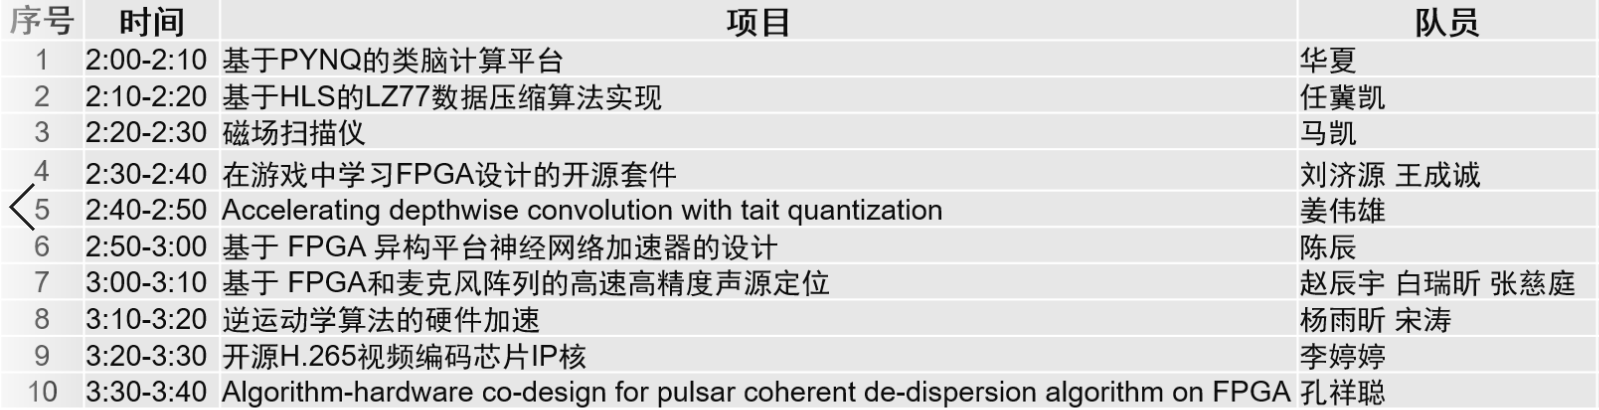 序号 时间 项目 队员
1 2:00-2:10 基于PYNQ的类脑计算平台 华夏
2 2:10-2:20 基于HLS的LZ77数据压缩算法实现 任冀凯
3 2:20-2:30 磁场扫描仪 马凯
4 2:30-2:40 在游戏中学习FPGA设计的开源套件 刘济源 王成诚
5 2:40-2:50 Accelerating depthwise convolution with tait quantization 姜伟雄
6 2:50-3:00 基于 FPGA 异构平台神经网络加速器的设计 陈辰
7 3:00-3:10 基于 FPGA和麦克风阵列的高速高精度声源定位 赵辰宇 白瑞昕 张慈庭
8 3:10-3:20 逆运动学算法的硬件加速 杨雨昕 宋涛
9 3:20-3:30 开源H.265视频编码芯片IP核 李婷婷
10 3:30-3:40 Algorithm-hardware co-design for pulsar coherent de-dispersion algorithm on FPGA 孔祥聪